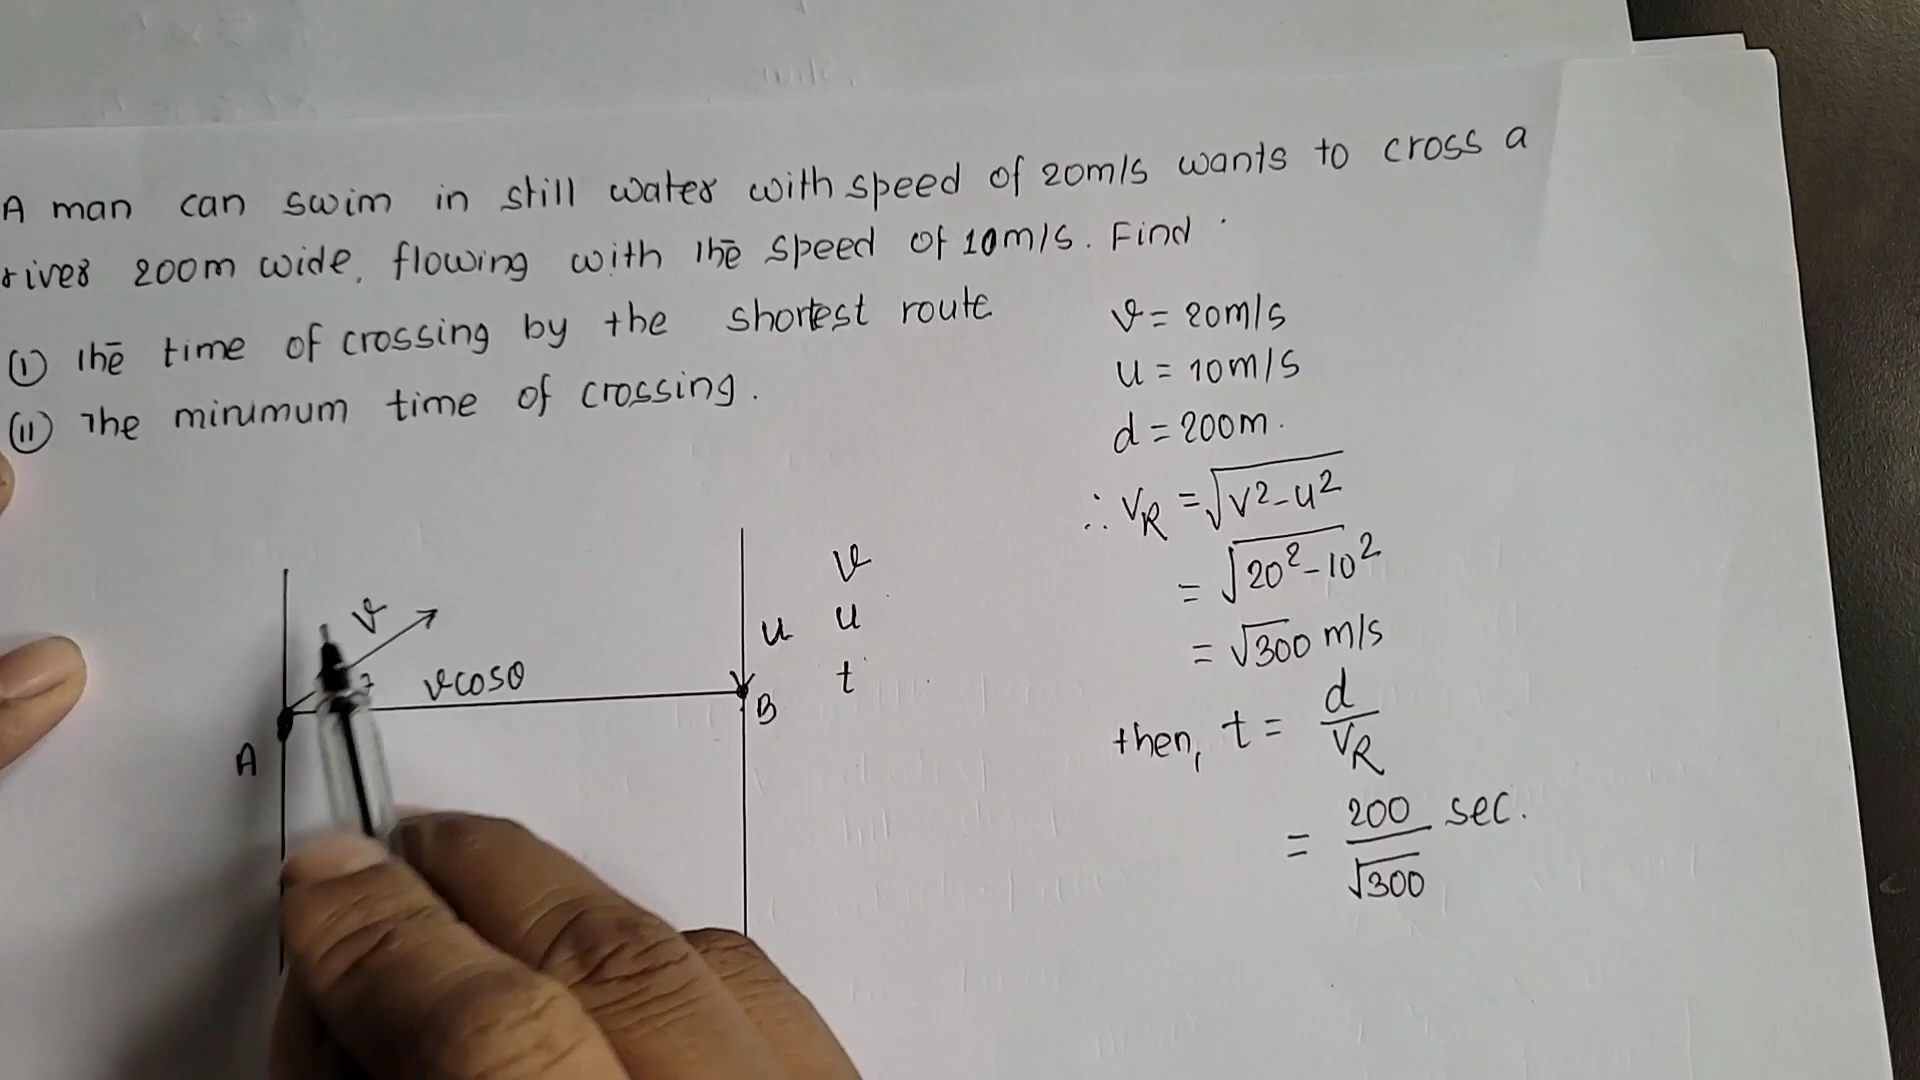 A man can swim in still water with speed of 20m/s wants to cross a
river 200m wide, flowing with the speed of 10m/s. Find
(i) The time of crossing by the shortest route
(ii) The minimum time of crossing.
v = 20m/s
u = 10m/s
d = 200m.
∴ VR = √V²-u²
= √20²-10²
= √300 m/s
then, t = d/VR
= 200/√300 sec.
v
u
t
v
u
vcosθ
A
B